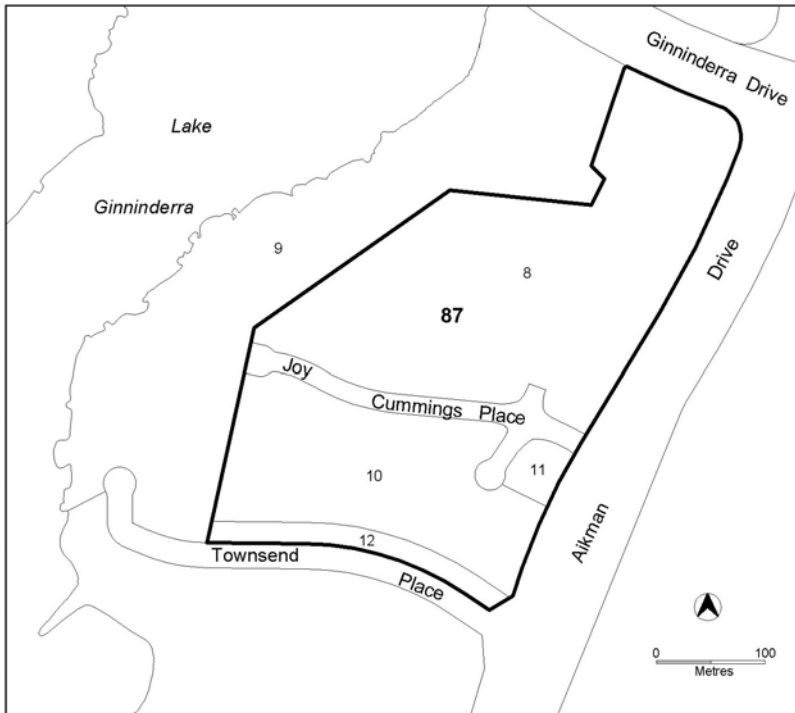 Ginninderra Drive
Lake
Ginninderra
9
8
Drive
87
Joy
Cummings Place
10
11
12
Townsend
Place
Aikman
0 100
Metres